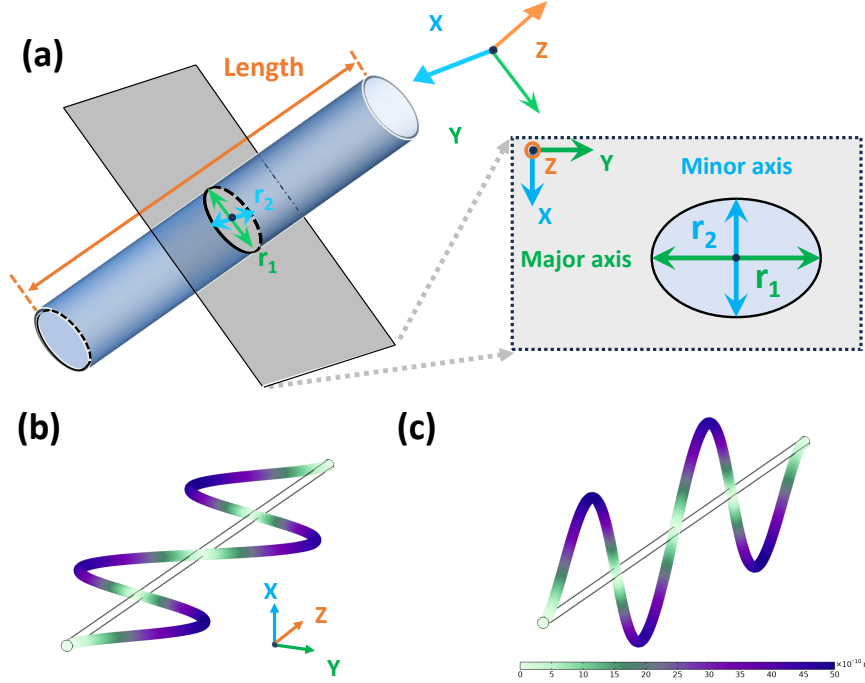 (a)
Length
X
Z
Y
r2
r1
Z
Y
X
Minor axis
Major axis
r2
r1
(b)
X
Z
Y
(c)
0 5 10 15 20 25 30 35 40 45 50
×10^-10